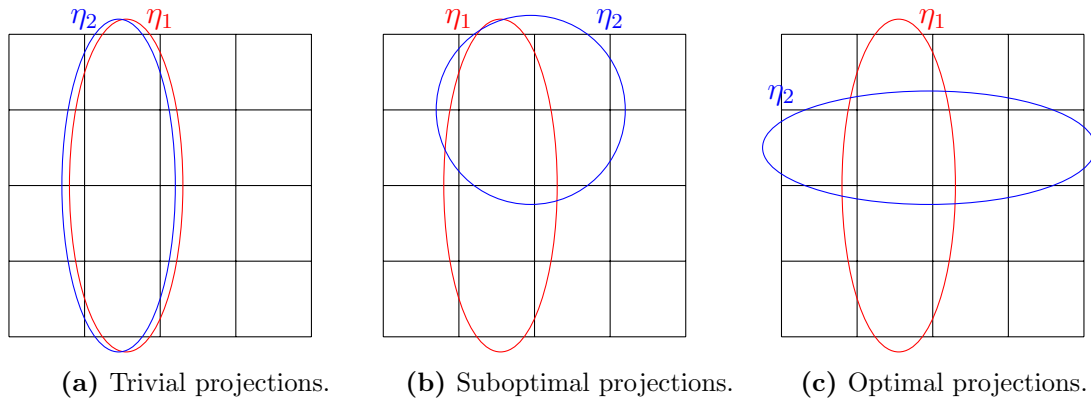 η₂ η₁
η₁ η₂
η₁
η₂
(a) Trivial projections.
(b) Suboptimal projections.
(c) Optimal projections.